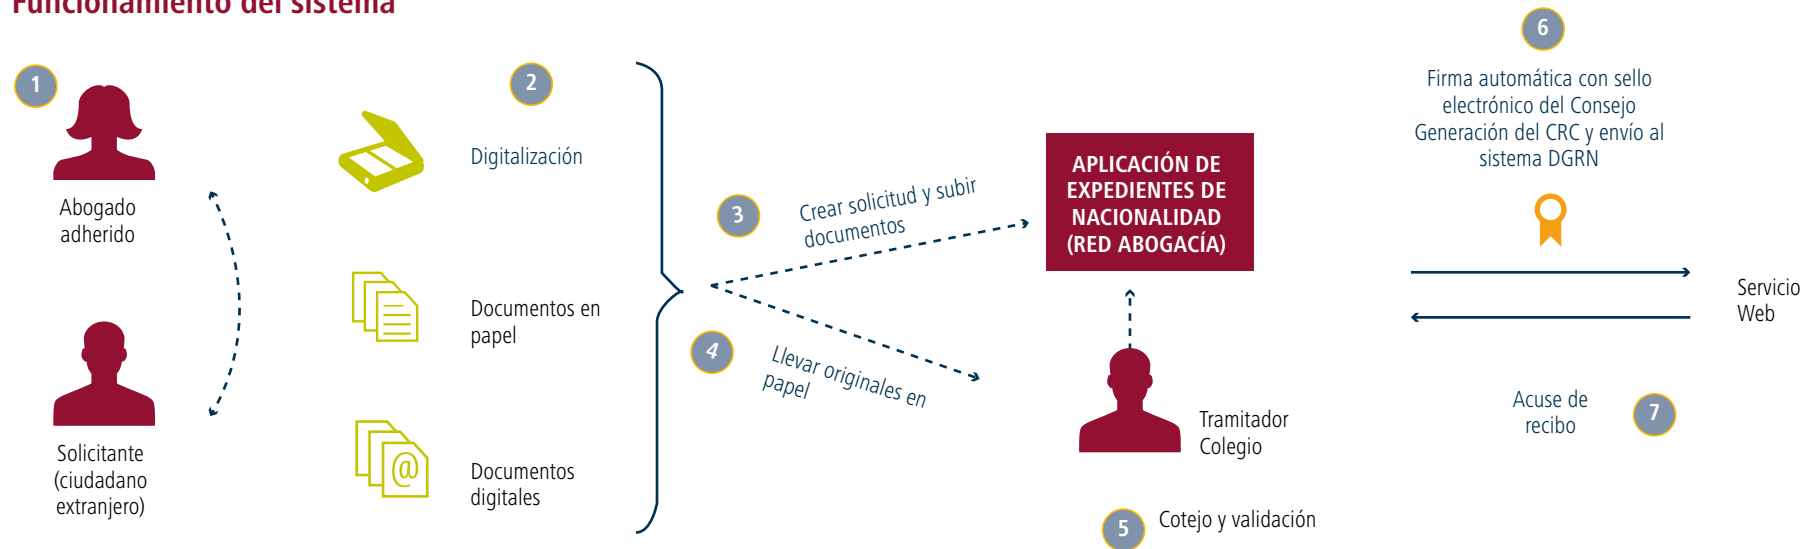 Funcionamiento del sistema
1
Abogado
adherido
Solicitante
(ciudadano
extranjero)
2
Digitalización
Documentos en
papel
@
Documentos
digitales
3
Crear solicitud y subir
documentos
4
Llevar originales en
papel
APLICACIÓN DE
EXPEDIENTES DE
NACIONALIDAD
(RED ABOGACÍA)
Tramitador
Colegio
5
Cotejo y validación
6
Firma automática con sello
electrónico del Consejo
Generación del CRC y envío al
sistema DGRN
Servicio
Web
Acuse de
recibo
7